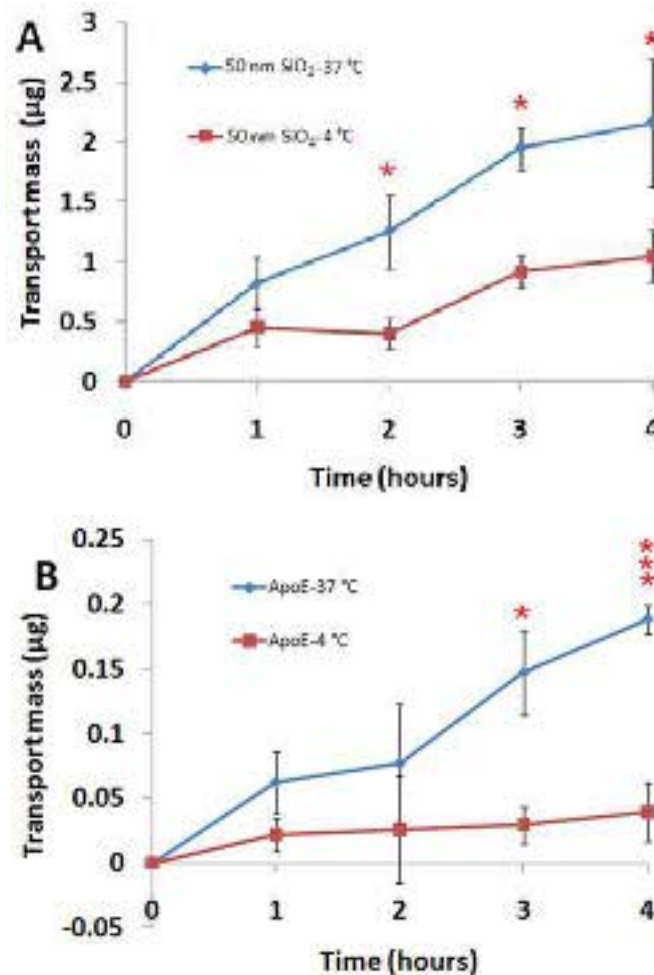 A
3
2.5
2
1.5
1
0.5
0
Transport mass (µg)
50 nm SiO₂-37 °C
50 nm SiO₂-4 °C
*
*
*
0 1 2 3 4
Time (hours)
B
0.25
0.2
0.15
0.1
0.05
0
-0.05
Transport mass (µg)
ApoE-37 °C
ApoE-4 °C
*
***
0 1 2 3 4
Time (hours)